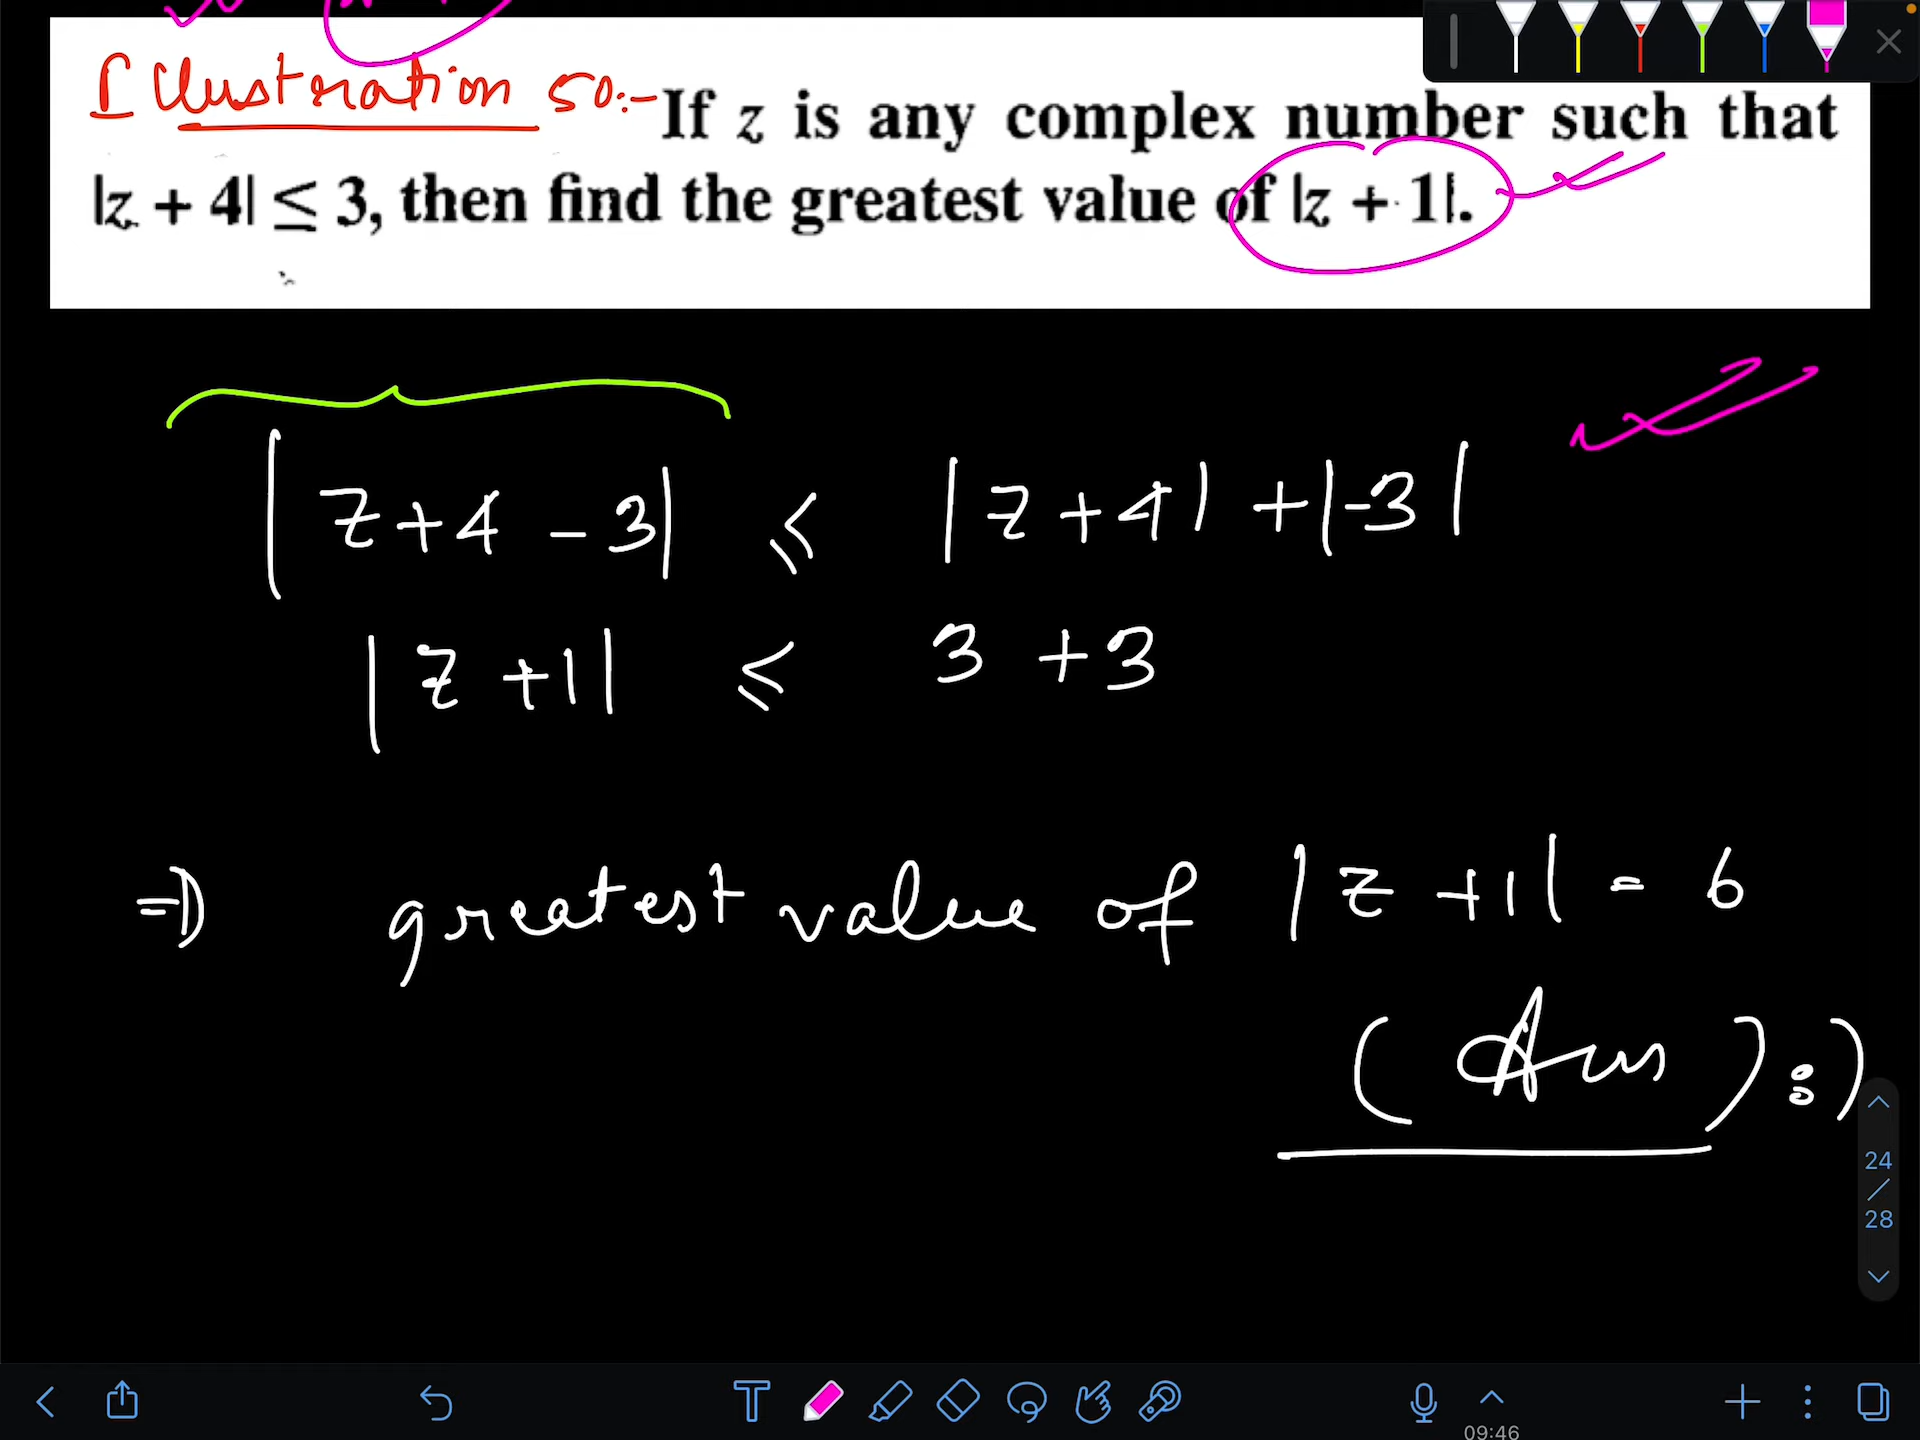 Illustration 50:- If z is any complex number such that
|z + 4| ≤ 3, then find the greatest value of |z + 1|.
|z+4 - 3| ≤ |z+4| + |-3|
|z+1| ≤ 3 + 3
⇒ greatest value of |z+1| = 6
(Ans) :)
24
/
28
T
09:46